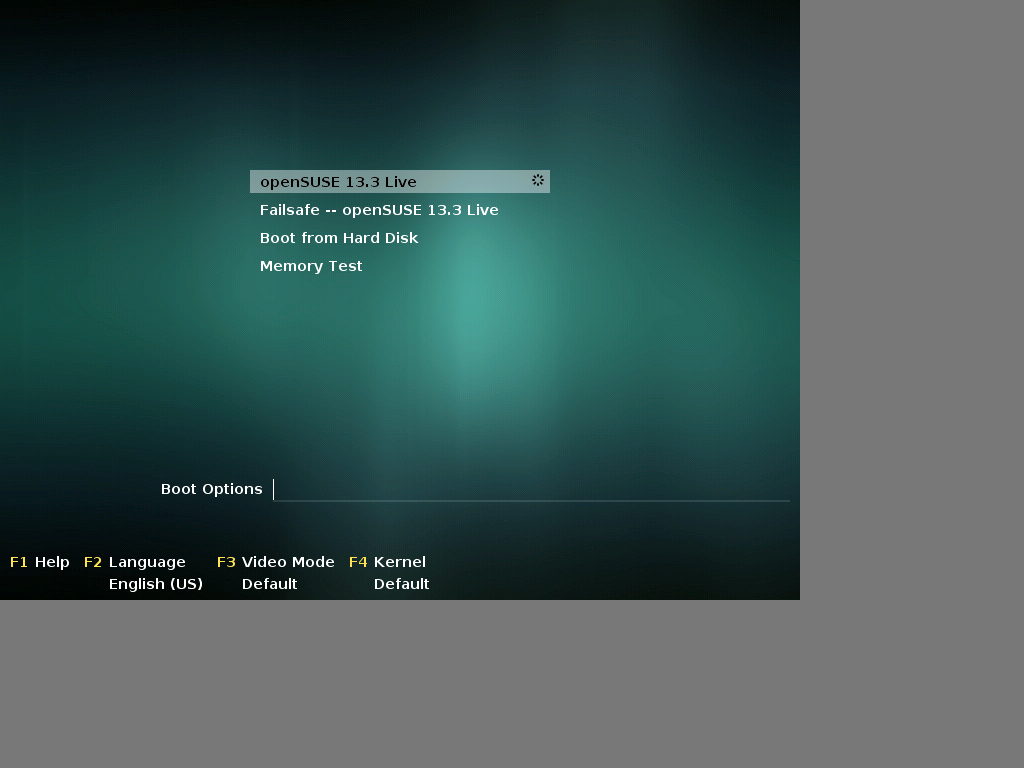 openSUSE 13.3 Live
Failsafe -- openSUSE 13.3 Live
Boot from Hard Disk
Memory Test
Boot Options
F1 Help F2 Language F3 Video Mode F4 Kernel
English (US) Default Default